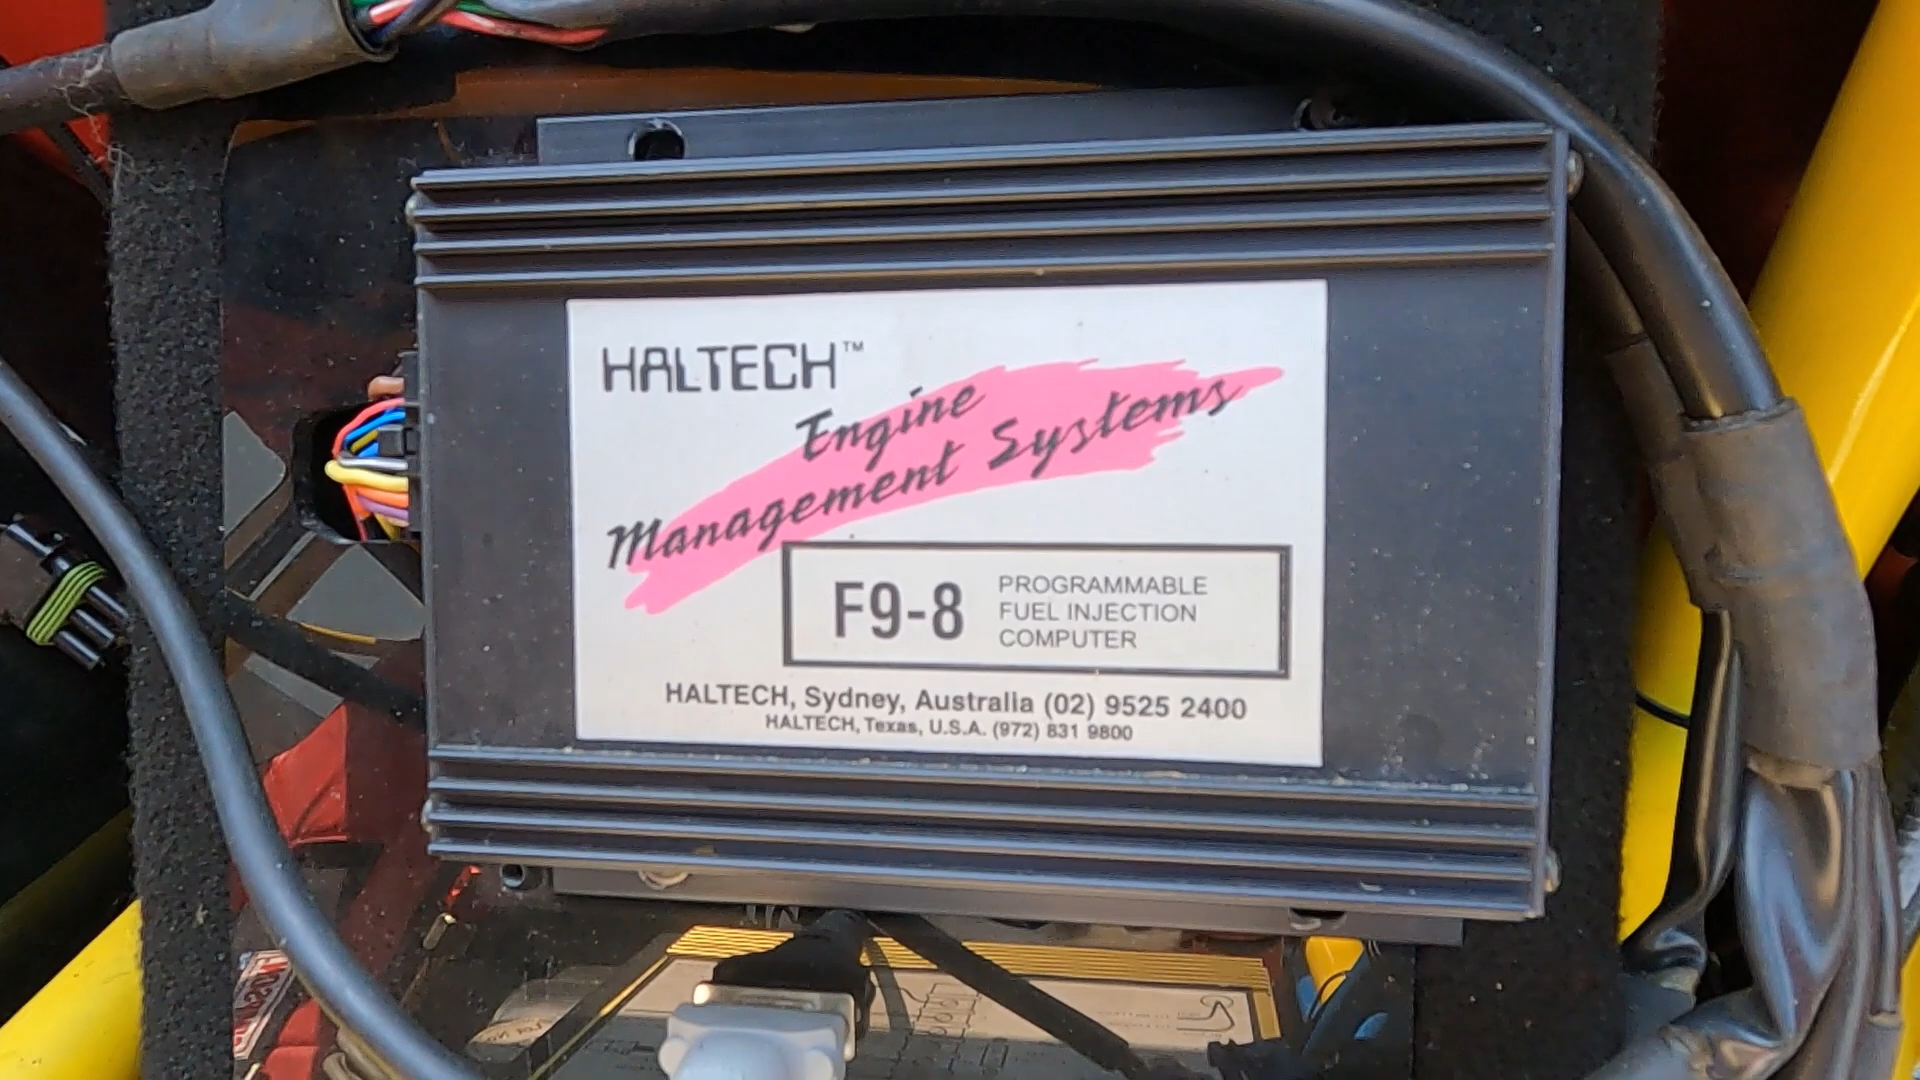 HALTECH™
Engine
Management Systems
F9-8
PROGRAMMABLE
FUEL INJECTION
COMPUTER
HALTECH, Sydney, Australia (02) 9525 2400
HALTECH, Texas, U.S.A. (972) 831 9800